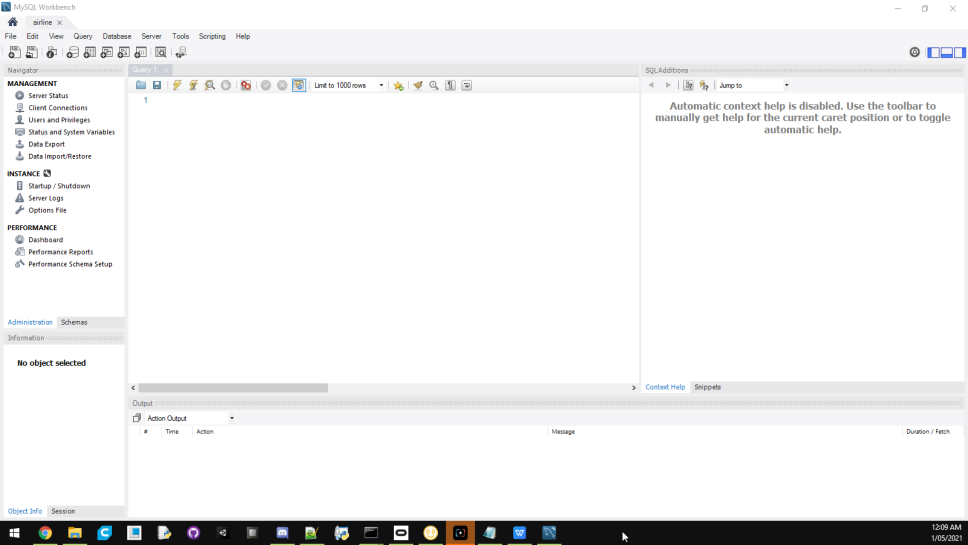 MySQL Workbench
airline
File Edit View Query Database Server Tools Scripting Help
Navigator
MANAGEMENT
Server Status
Client Connections
Users and Privileges
Status and System Variables
Data Export
Data Import/Restore
INSTANCE
Startup / Shutdown
Server Logs
Options File
PERFORMANCE
Dashboard
Performance Reports
Performance Schema Setup
Administration Schemas
Information
No object selected
Object Info Session
Query 1
Limit to 1000 rows
1
SQLAdditions
Jump to
Automatic context help is disabled. Use the toolbar to
manually get help for the current caret position or to toggle
automatic help.
Context Help Snippets
Output
Action Output
# Time Action Message Duration / Fetch
12:09 AM
1/05/2021